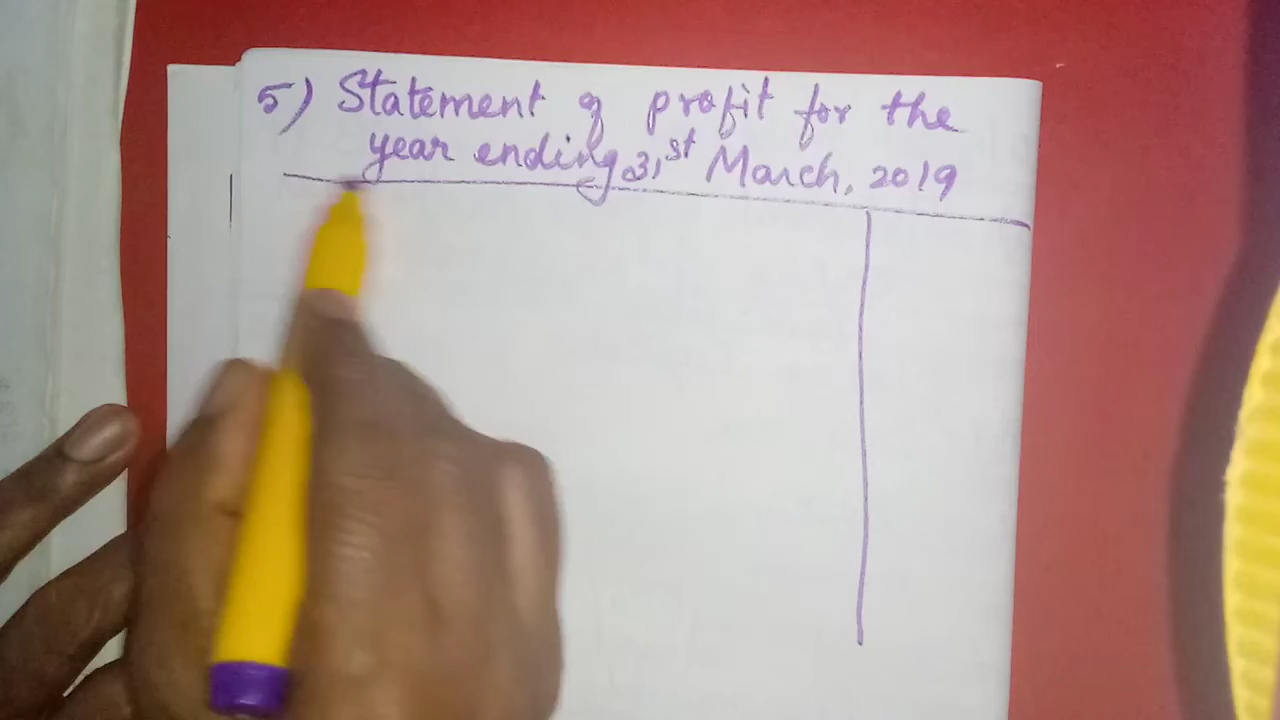 5) Statement of profit for the
year ending 31st March, 2019